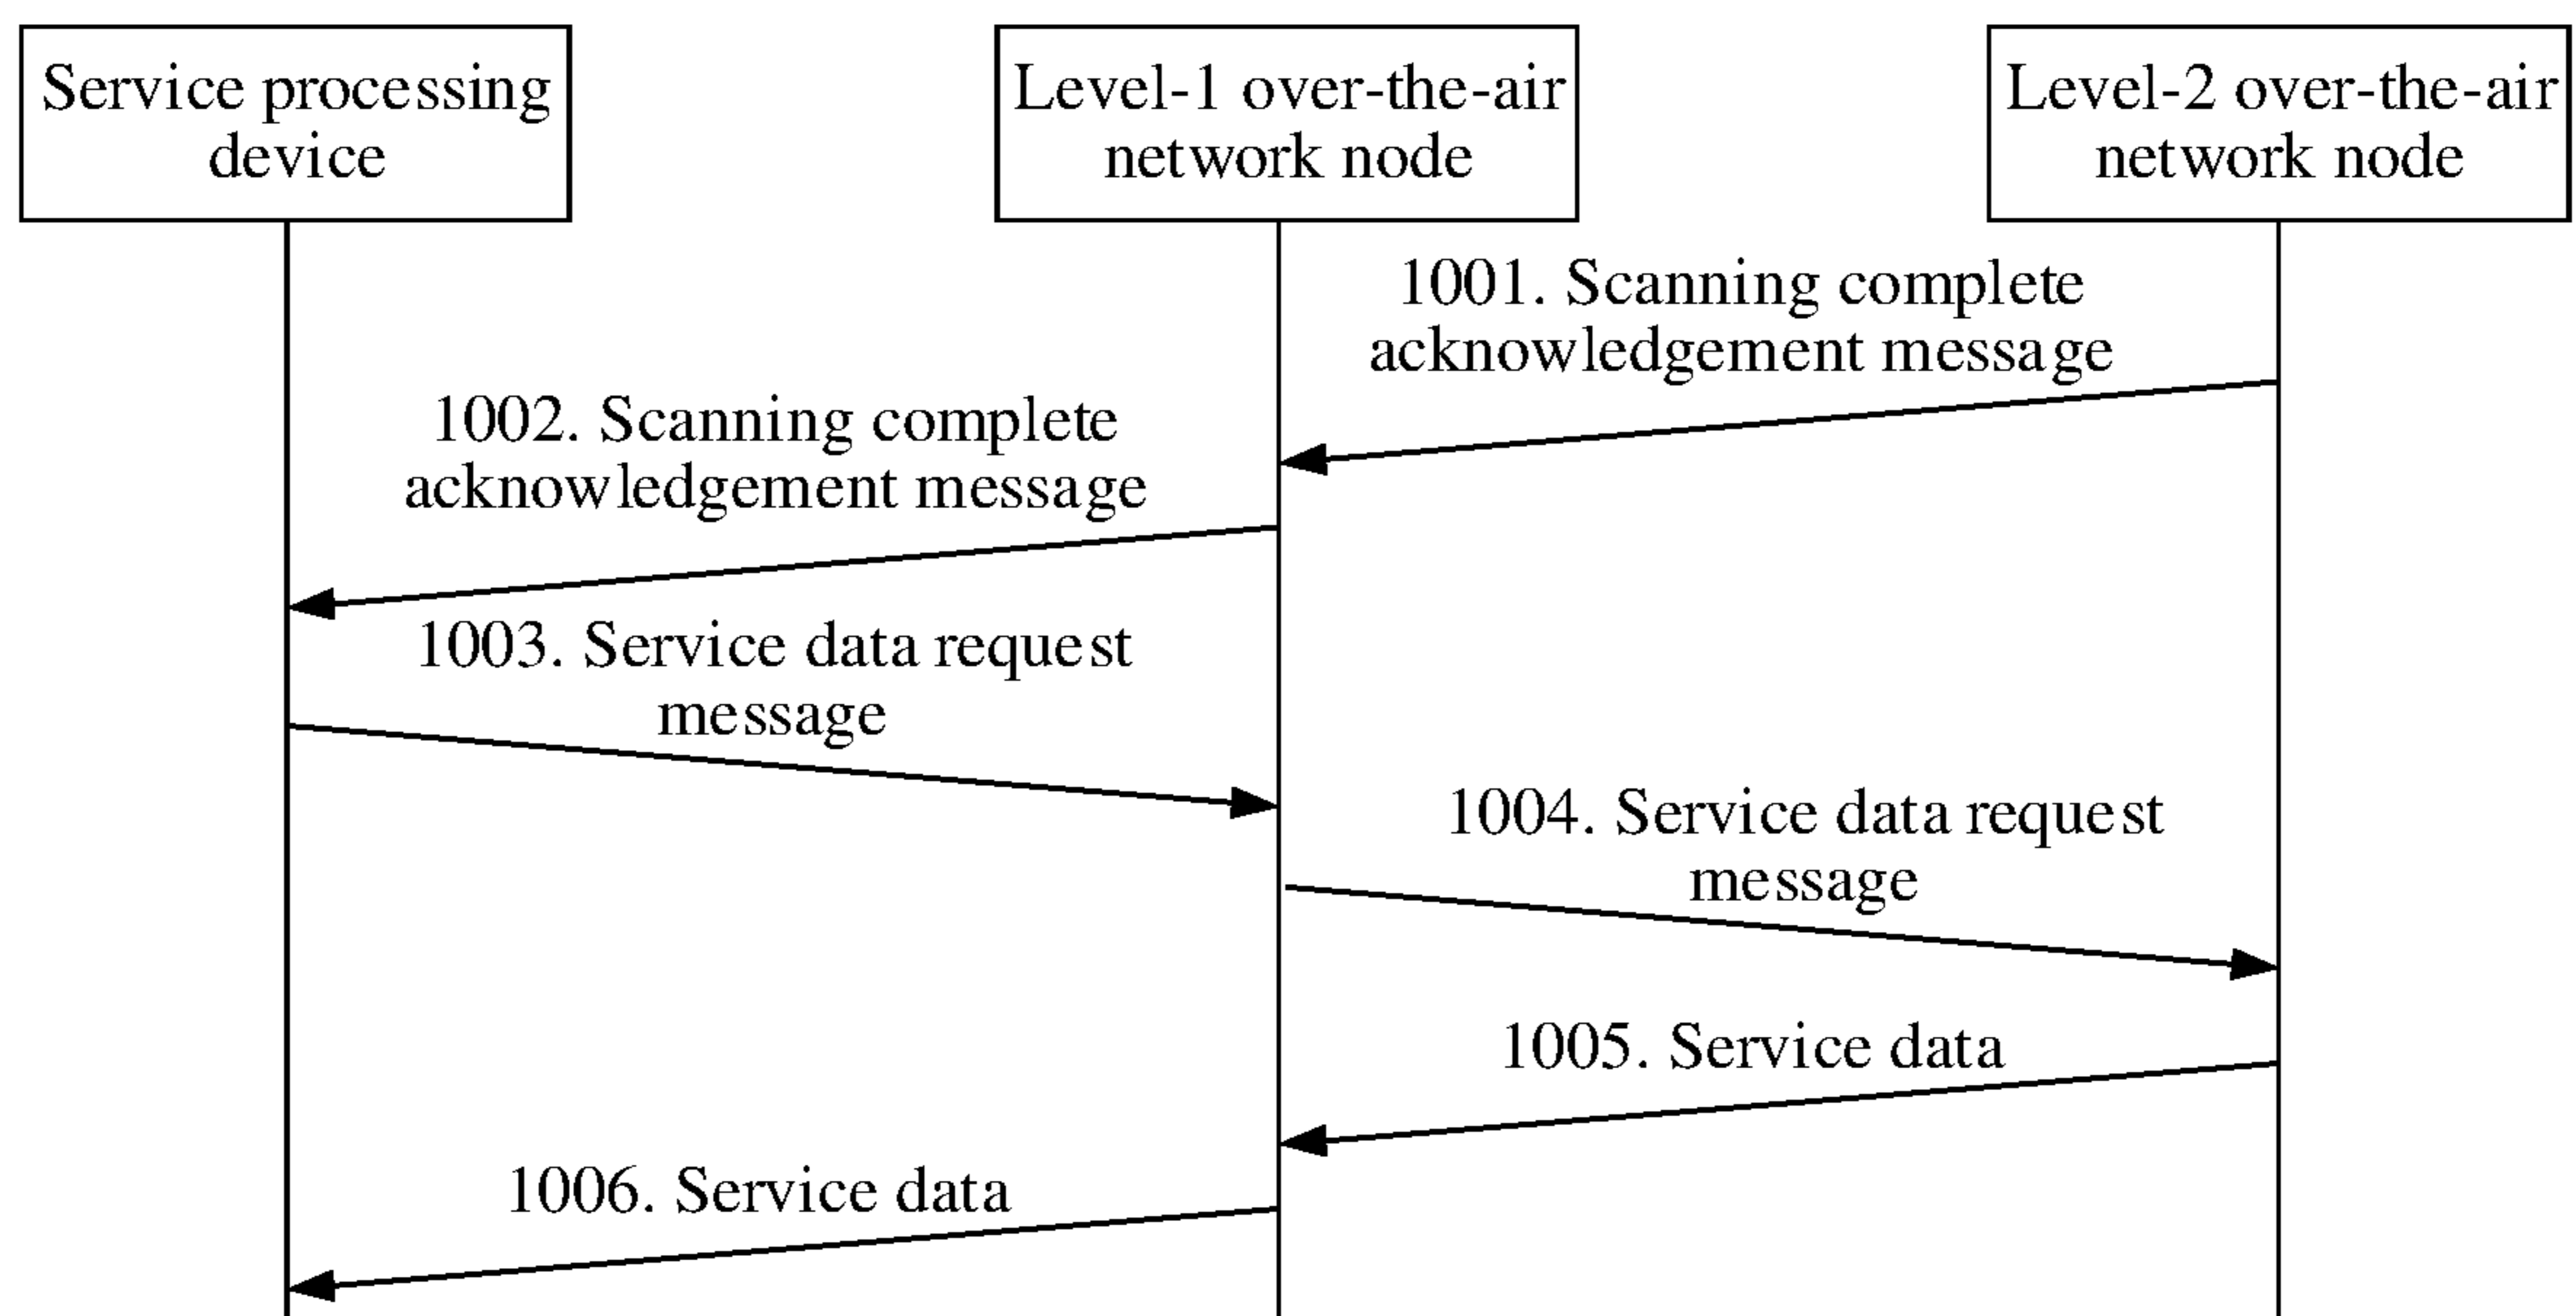 Service processing
device
Level-1 over-the-air
network node
Level-2 over-the-air
network node
1001. Scanning complete
acknowledgement message
1002. Scanning complete
acknowledgement message
1003. Service data request
message
1004. Service data request
message
1005. Service data
1006. Service data